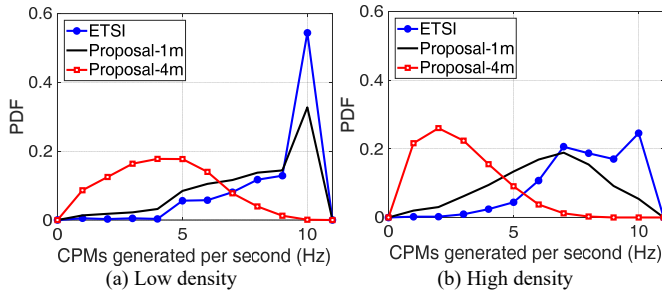 0.6
0.4
0.2
0
PDF
ETSI
Proposal-1m
Proposal-4m
0 5 10
CPMs generated per second (Hz)
(a) Low density
0.6
0.4
0.2
0
PDF
ETSI
Proposal-1m
Proposal-4m
0 5 10
CPMs generated per second (Hz)
(b) High density